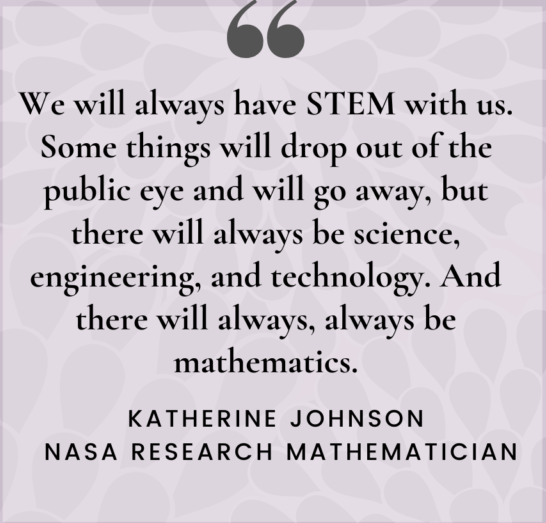 “
We will always have STEM with us.
Some things will drop out of the
public eye and will go away, but
there will always be science,
engineering, and technology. And
there will always, always be
mathematics.
KATHERINE JOHNSON
NASA RESEARCH MATHEMATICIAN